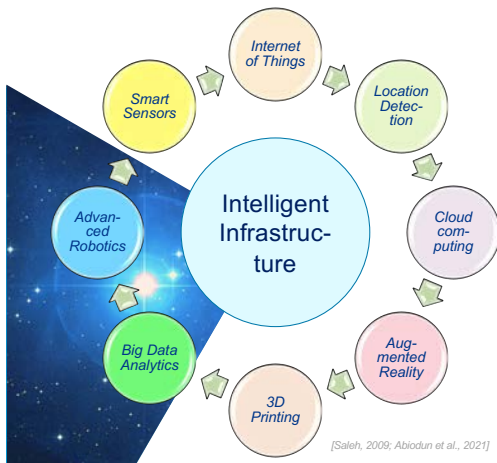 Internet
of Things
Location
Detec-
tion
Cloud
com-
puting
Aug-
mented
Reality
3D
Printing
Big Data
Analytics
Advan-
ced
Robotics
Smart
Sensors
Intelligent
Infrastruc-
ture
[Saleh, 2009; Abiodun et al., 2021]